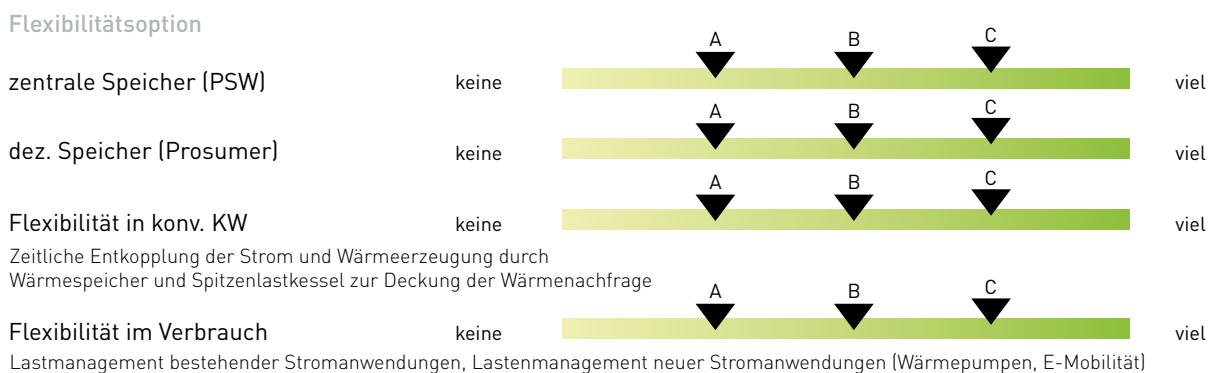 Flexibilitätsoption
A B C
zentrale Speicher (PSW) keine viel
A B C
dez. Speicher (Prosumer) keine viel
A B C
Flexibilität in konv. KW keine viel
Zeitliche Entkopplung der Strom und Wärmeerzeugung durch
Wärmespeicher und Spitzenlastkessel zur Deckung der Wärmenachfrage
A B C
Flexibilität im Verbrauch keine viel
Lastmanagement bestehender Stromanwendungen, Lastenmanagement neuer Stromanwendungen (Wärmepumpen, E-Mobilität)